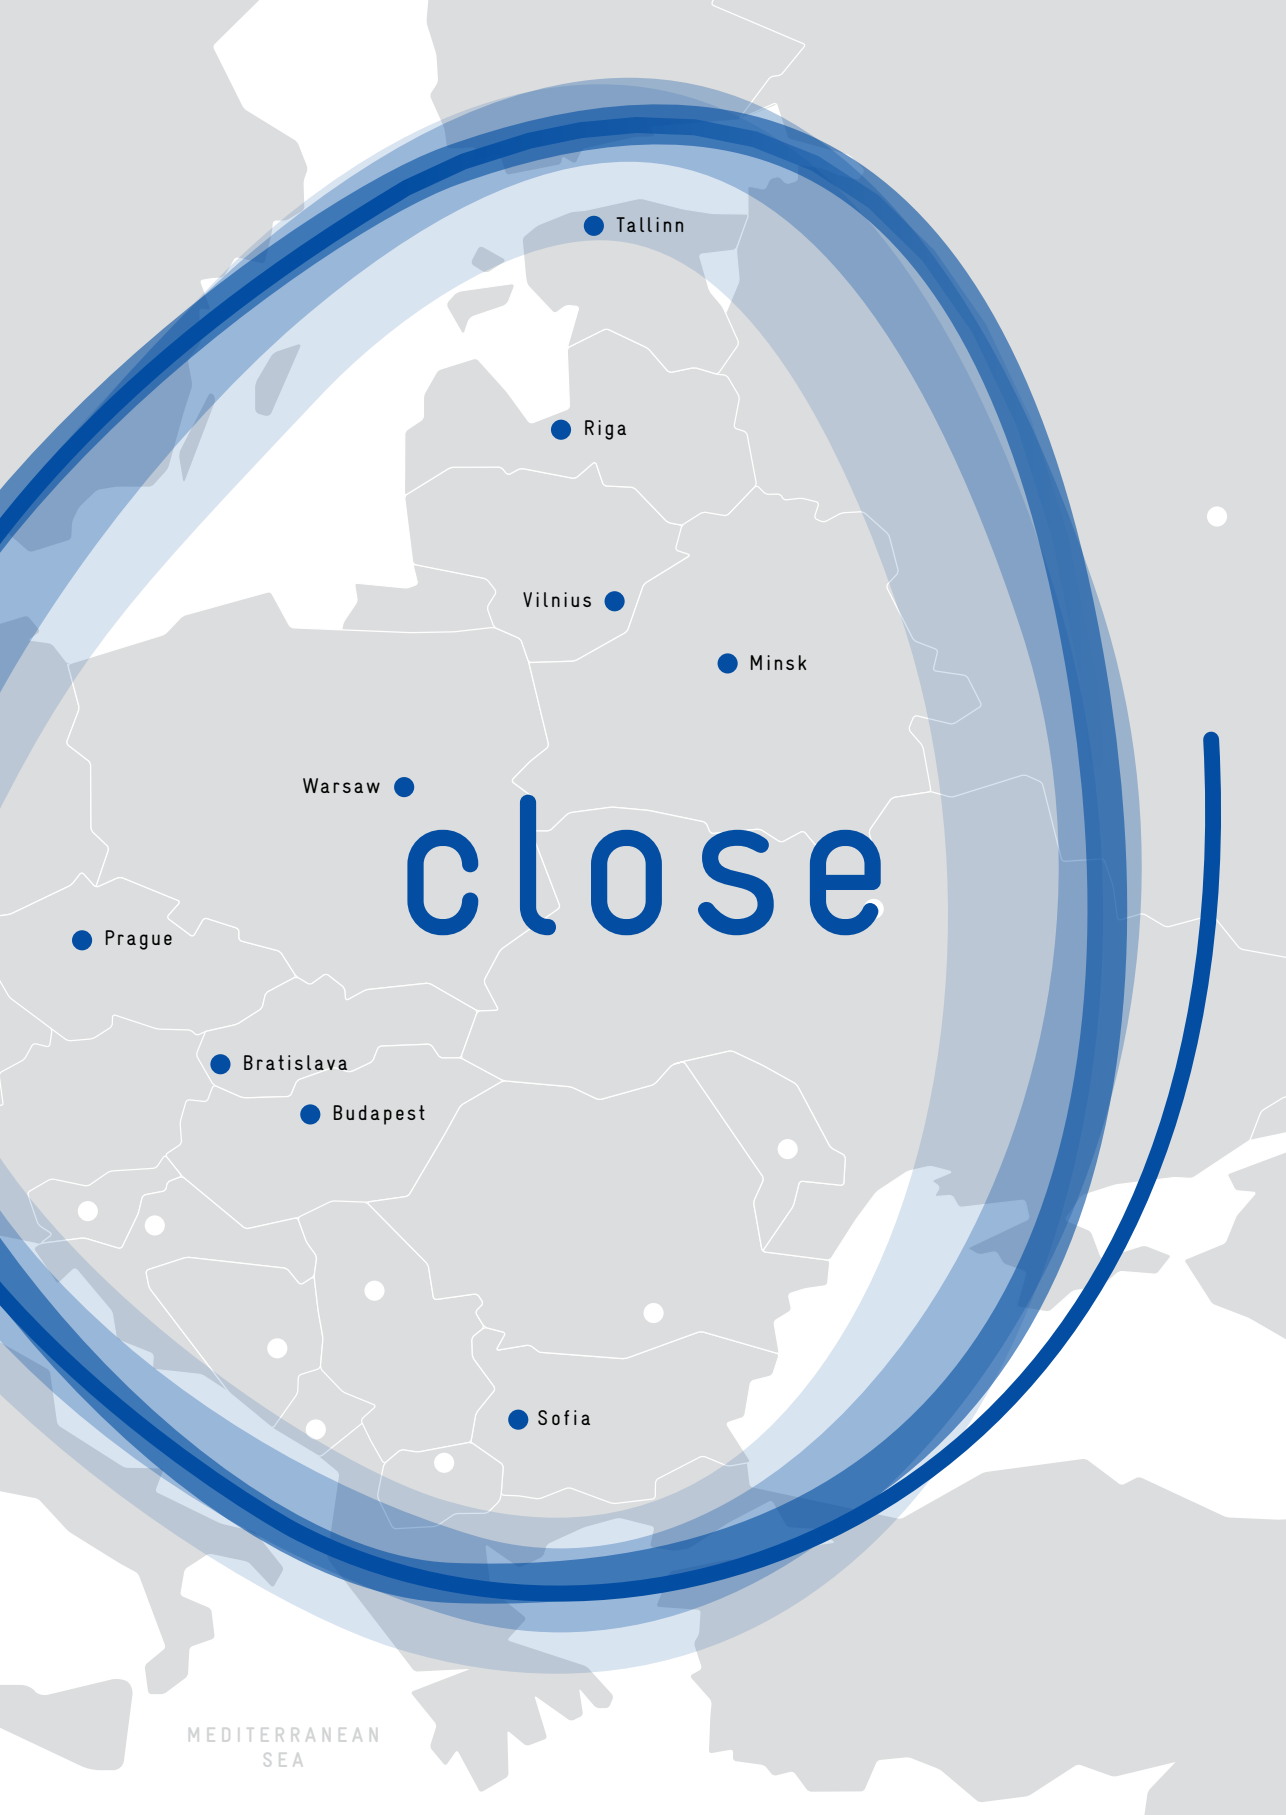 Tallinn
Riga
Vilnius
Minsk
Warsaw
close
Prague
Bratislava
Budapest
Sofia
MEDITERRANEAN
SEA